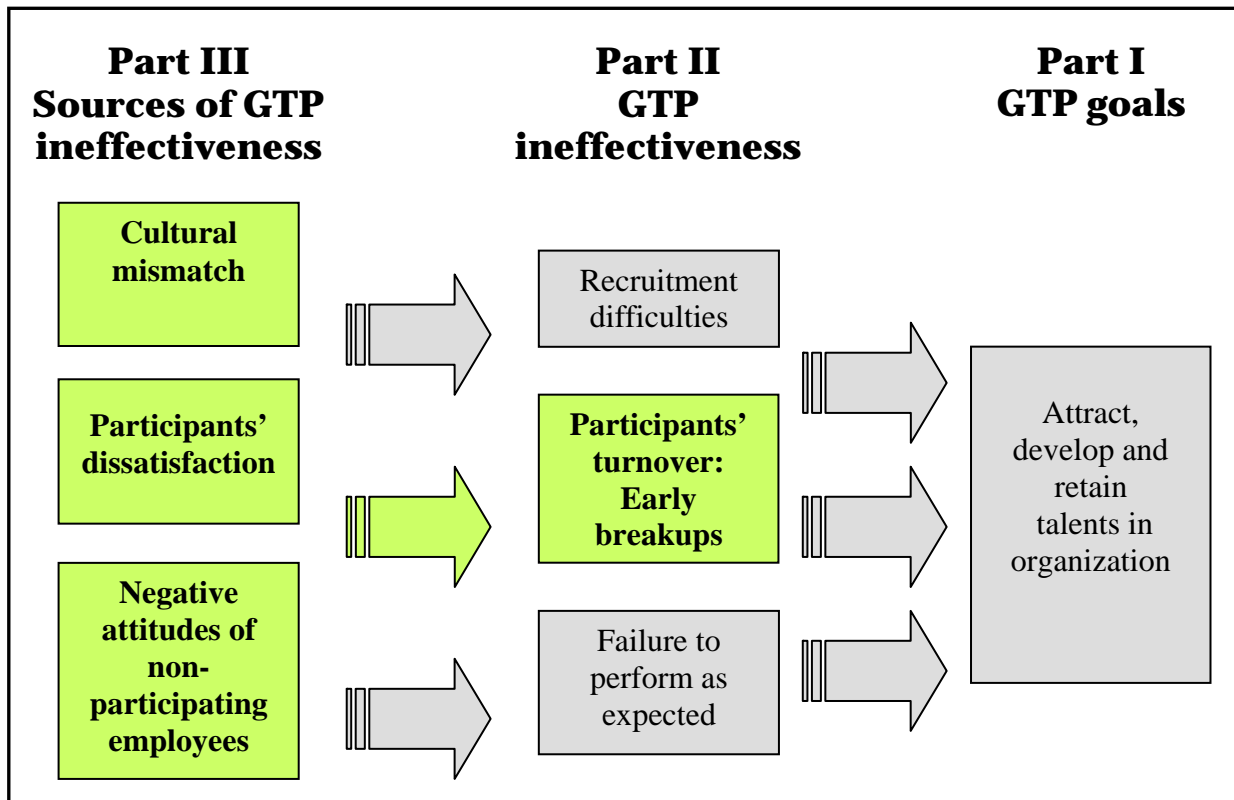 Part III
Sources of GTP
ineffectiveness
Cultural
mismatch
Participants’
dissatisfaction
Negative
attitudes of
non-
participating
employees
Part II
GTP
ineffectiveness
Recruitment
difficulties
Participants’
turnover:
Early
breakups
Failure to
perform as
expected
Part I
GTP goals
Attract,
develop and
retain
talents in
organization